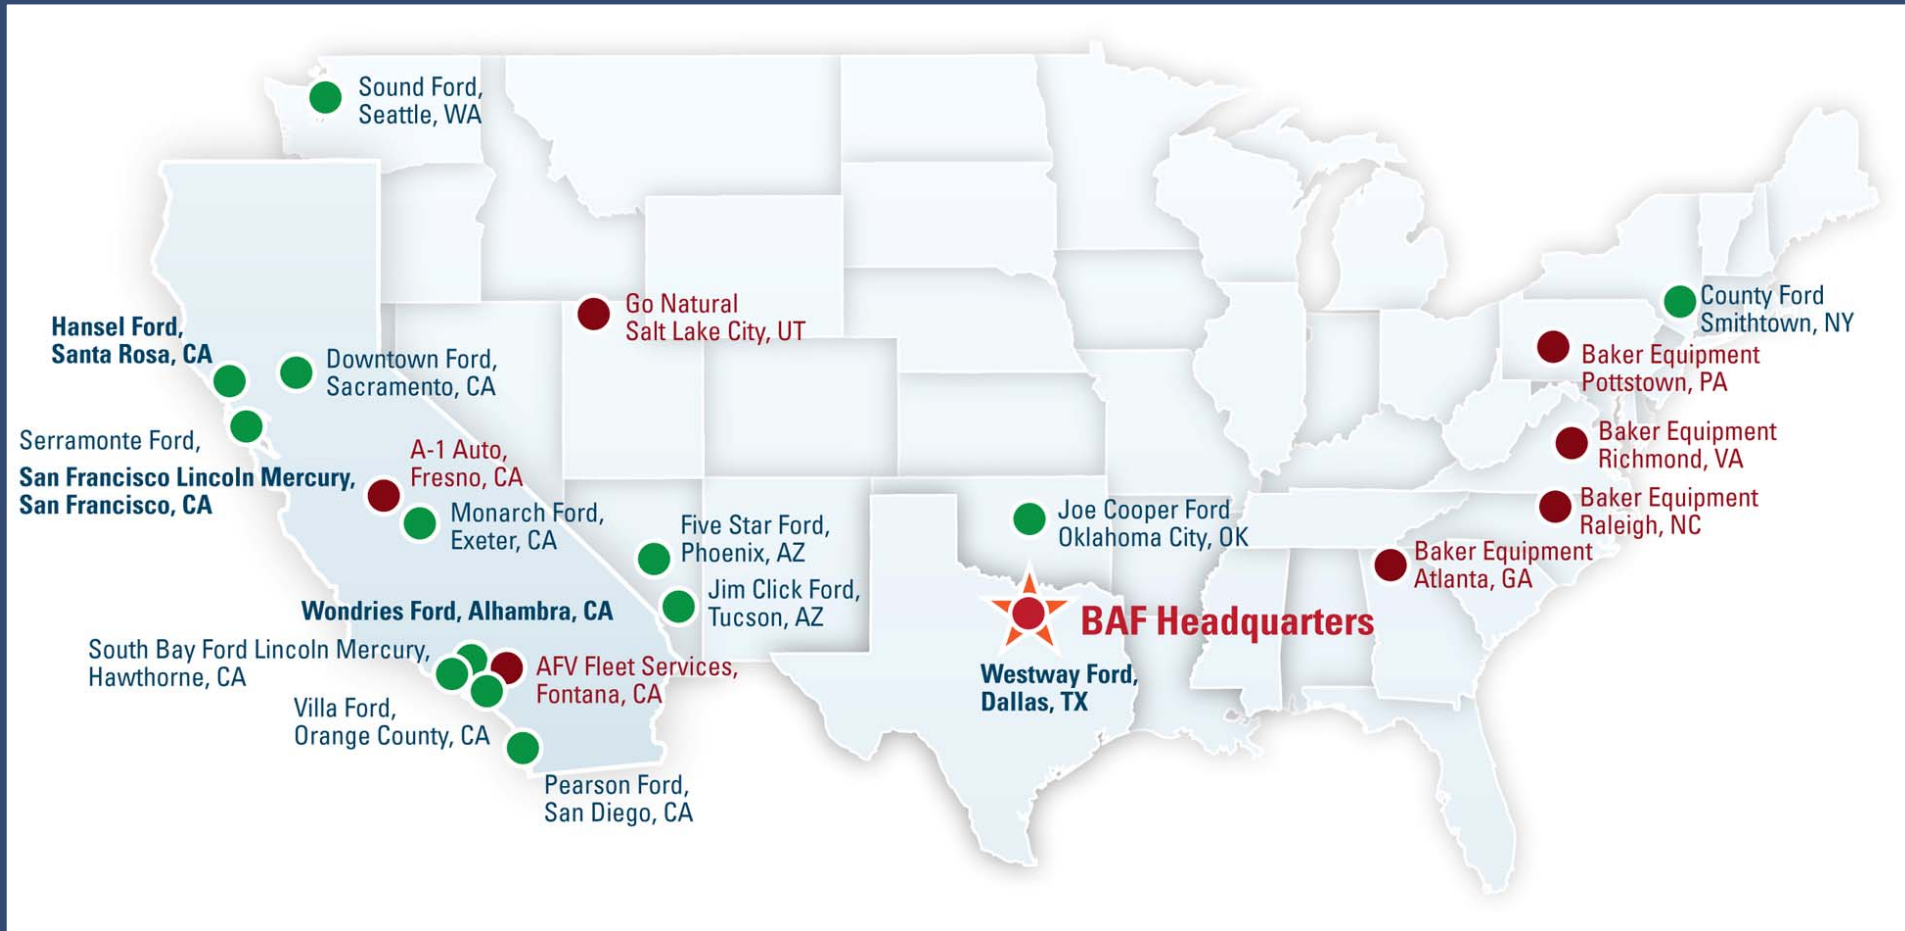 Sound Ford,
Seattle, WA
Go Natural
Salt Lake City, UT
County Ford
Smithtown, NY
Hansel Ford,
Santa Rosa, CA
Downtown Ford,
Sacramento, CA
Baker Equipment
Pottstown, PA
Serramonte Ford,
San Francisco Lincoln Mercury,
San Francisco, CA
A-1 Auto,
Fresno, CA
Baker Equipment
Richmond, VA
Monarch Ford,
Exeter, CA
Five Star Ford,
Phoenix, AZ
Joe Cooper Ford
Oklahoma City, OK
Baker Equipment
Raleigh, NC
Baker Equipment
Atlanta, GA
Jim Click Ford,
Tucson, AZ
Wondries Ford, Alhambra, CA
BAF Headquarters
South Bay Ford Lincoln Mercury,
Hawthorne, CA
AFV Fleet Services,
Fontana, CA
Westway Ford,
Dallas, TX
Villa Ford,
Orange County, CA
Pearson Ford,
San Diego, CA